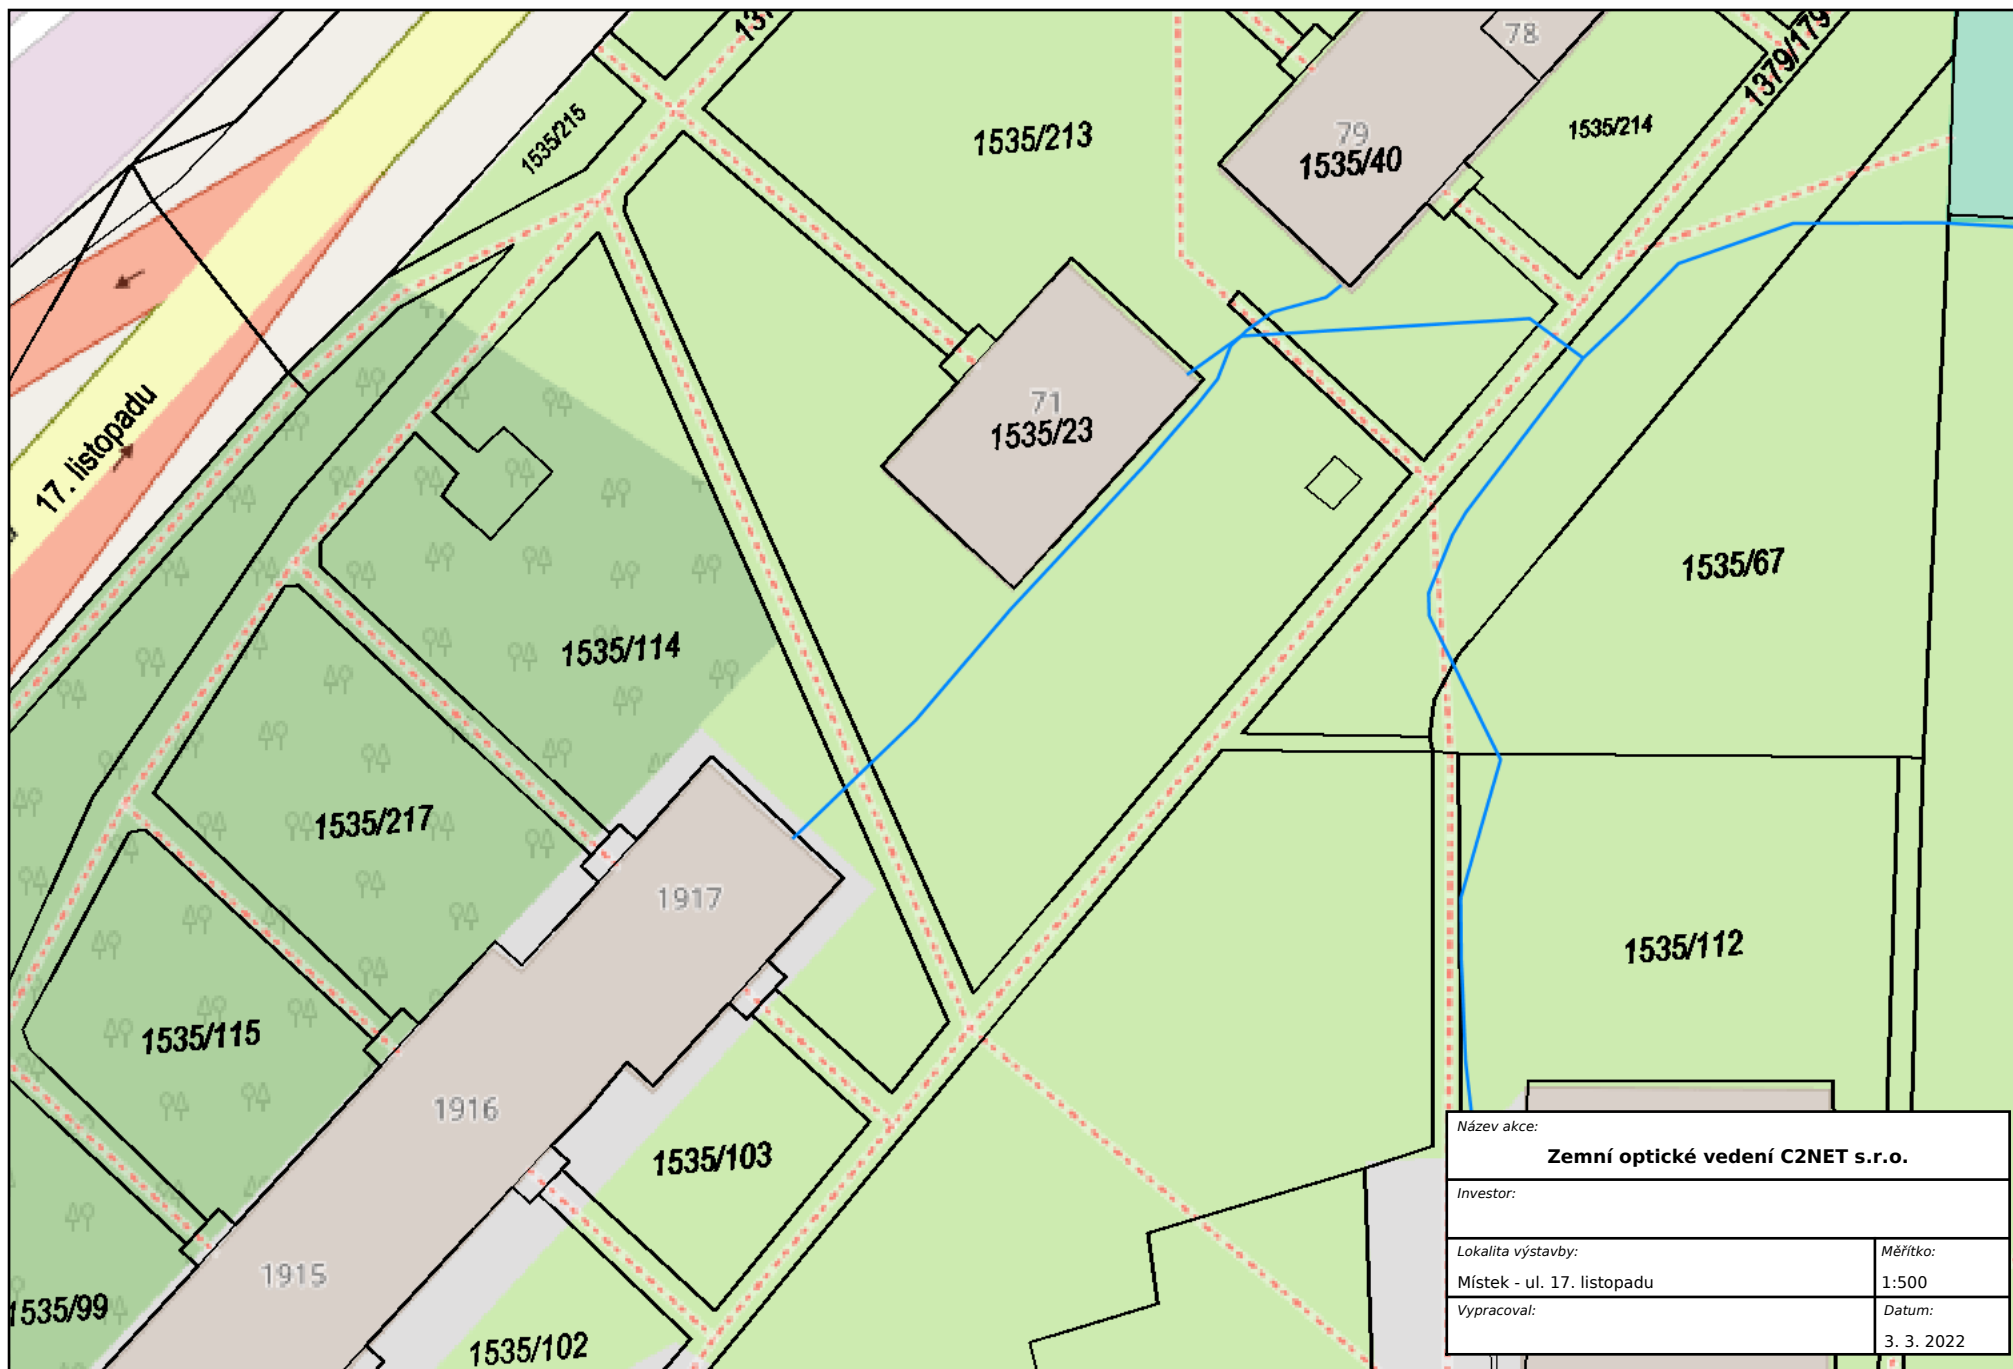 78
1379/179
1535/215
1535/213
79
1535/40
1535/214
17. listopadu
71
1535/23
1535/67
1535/114
1535/217
1917
1535/112
1535/115
1916
1535/103
1915
1535/99
1535/102
Název akce:
Zemní optické vedení C2NET s.r.o.
Investor:
Lokalita výstavby:
Místek - ul. 17. listopadu
Měřítko:
1:500
Vypracoval:
Datum:
3. 3. 2022